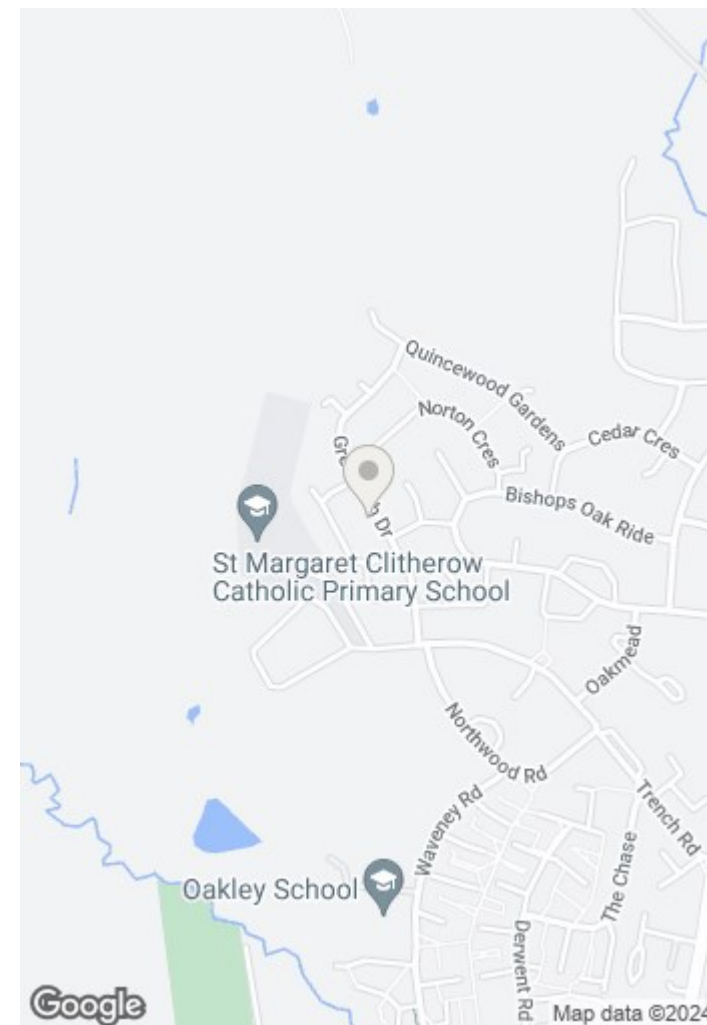 Quincewood Gardens
Norton Cres
Cedar Cres
Bishops Oak Ride
Dr
St Margaret Clitherow
Catholic Primary School
Oakmead
Northwood Rd
Trench Rd
Waveney Rd
The Chase
Oakley School
Derwent Rd
Google
Map data ©2024